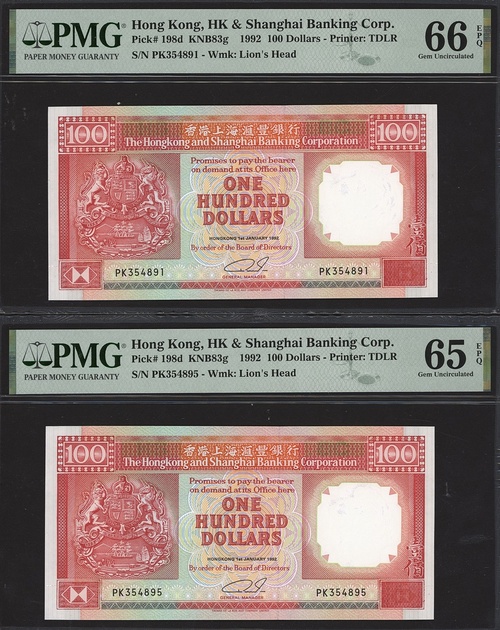 PMG
PAPER MONEY GUARANTY
Hong Kong, HK & Shanghai Banking Corp.
Pick# 198d KNB83g 1992 100 Dollars - Printer: TDLR
S/N PK354891 - Wmk: Lion's Head
66 EPQ
Gem Uncirculated
100
香港上海滙豐銀行
100
The Hongkong and Shanghai Banking Corporation
Promises to pay the bearer
on demand at its Office here
ONE
HUNDRED
DOLLARS
HONGKONG 1st JANUARY 1992
By order of the Board of Directors
GENERAL MANAGER
PK354891
PK354891
PMG
PAPER MONEY GUARANTY
Hong Kong, HK & Shanghai Banking Corp.
Pick# 198d KNB83g 1992 100 Dollars - Printer: TDLR
S/N PK354895 - Wmk: Lion's Head
65 EPQ
Gem Uncirculated
100
香港上海滙豐銀行
100
The Hongkong and Shanghai Banking Corporation
Promises to pay the bearer
on demand at its Office here
ONE
HUNDRED
DOLLARS
HONGKONG 1st JANUARY 1992
By order of the Board of Directors
GENERAL MANAGER
PK354895
PK354895